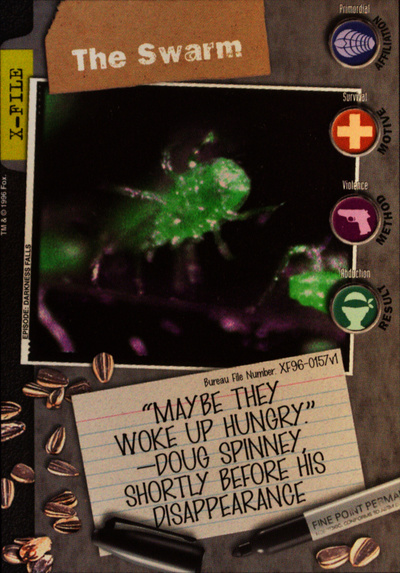 Primordial
AFFILIATION
The Swarm
X-FILE
Survival
MOTIVE
Violence
METHOD
Abduction
RESULT
TM & © 1996 Fox.
EPISODE: DARKNESS FALLS
Bureau File Number: XF96-0157v1
"MAYBE THEY
WOKE UP HUNGRY."
—DOUG SPINNEY,
SHORTLY BEFORE HIS
DISAPPEARANCE
FINE POINT PERMAN